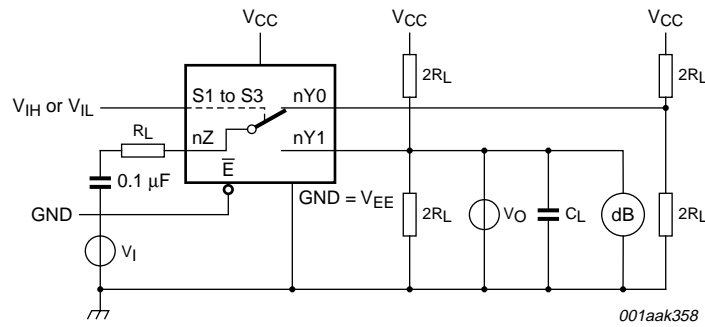 VCC VCC VCC
2RL 2RL
S1 to S3 nY0
VIH or VIL
RL nZ nY1
E
0.1 μF
GND = VEE
GND 2RL VO CL dB 2RL
VI
001aak358